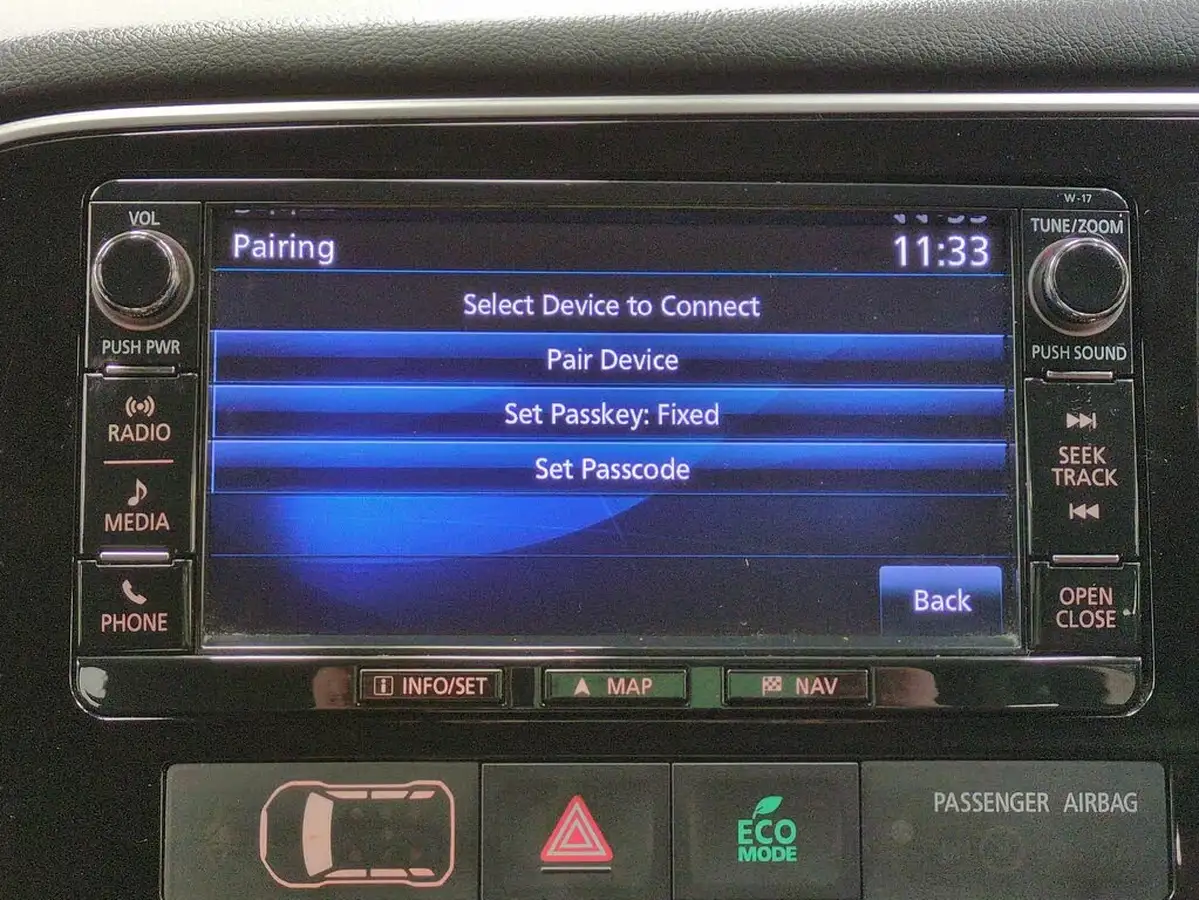 W-17
VOL
TUNE/ZOOM
Pairing
11:33
Select Device to Connect
PUSH PWR
PUSH SOUND
Pair Device
Set Passkey: Fixed
Set Passcode
RADIO
SEEK
TRACK
MEDIA
PHONE
Back
OPEN
CLOSE
INFO/SET
MAP
NAV
ECO
MODE
PASSENGER AIRBAG